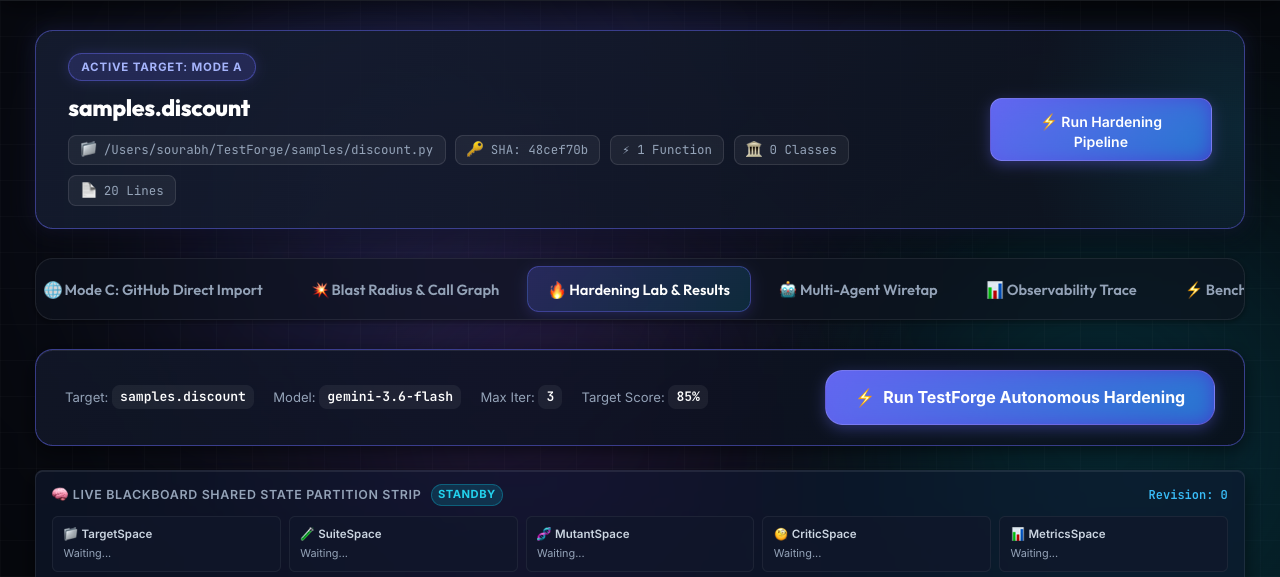 ACTIVE TARGET: MODE A
samples.discount
/Users/sourabh/TestForge/samples/discount.py SHA: 48cef70b ⚡ 1 Function 0 Classes
20 Lines
⚡ Run Hardening
Pipeline
Mode C: GitHub Direct Import Blast Radius & Call Graph Hardening Lab & Results Multi-Agent Wiretap Observability Trace ⚡ Bench
Target: samples.discount Model: gemini-3.6-flash Max Iter: 3 Target Score: 85% ⚡ Run TestForge Autonomous Hardening
LIVE BLACKBOARD SHARED STATE PARTITION STRIP STANDBY Revision: 0
TargetSpace SuiteSpace MutantSpace CriticSpace MetricsSpace
Waiting... Waiting... Waiting... Waiting... Waiting...